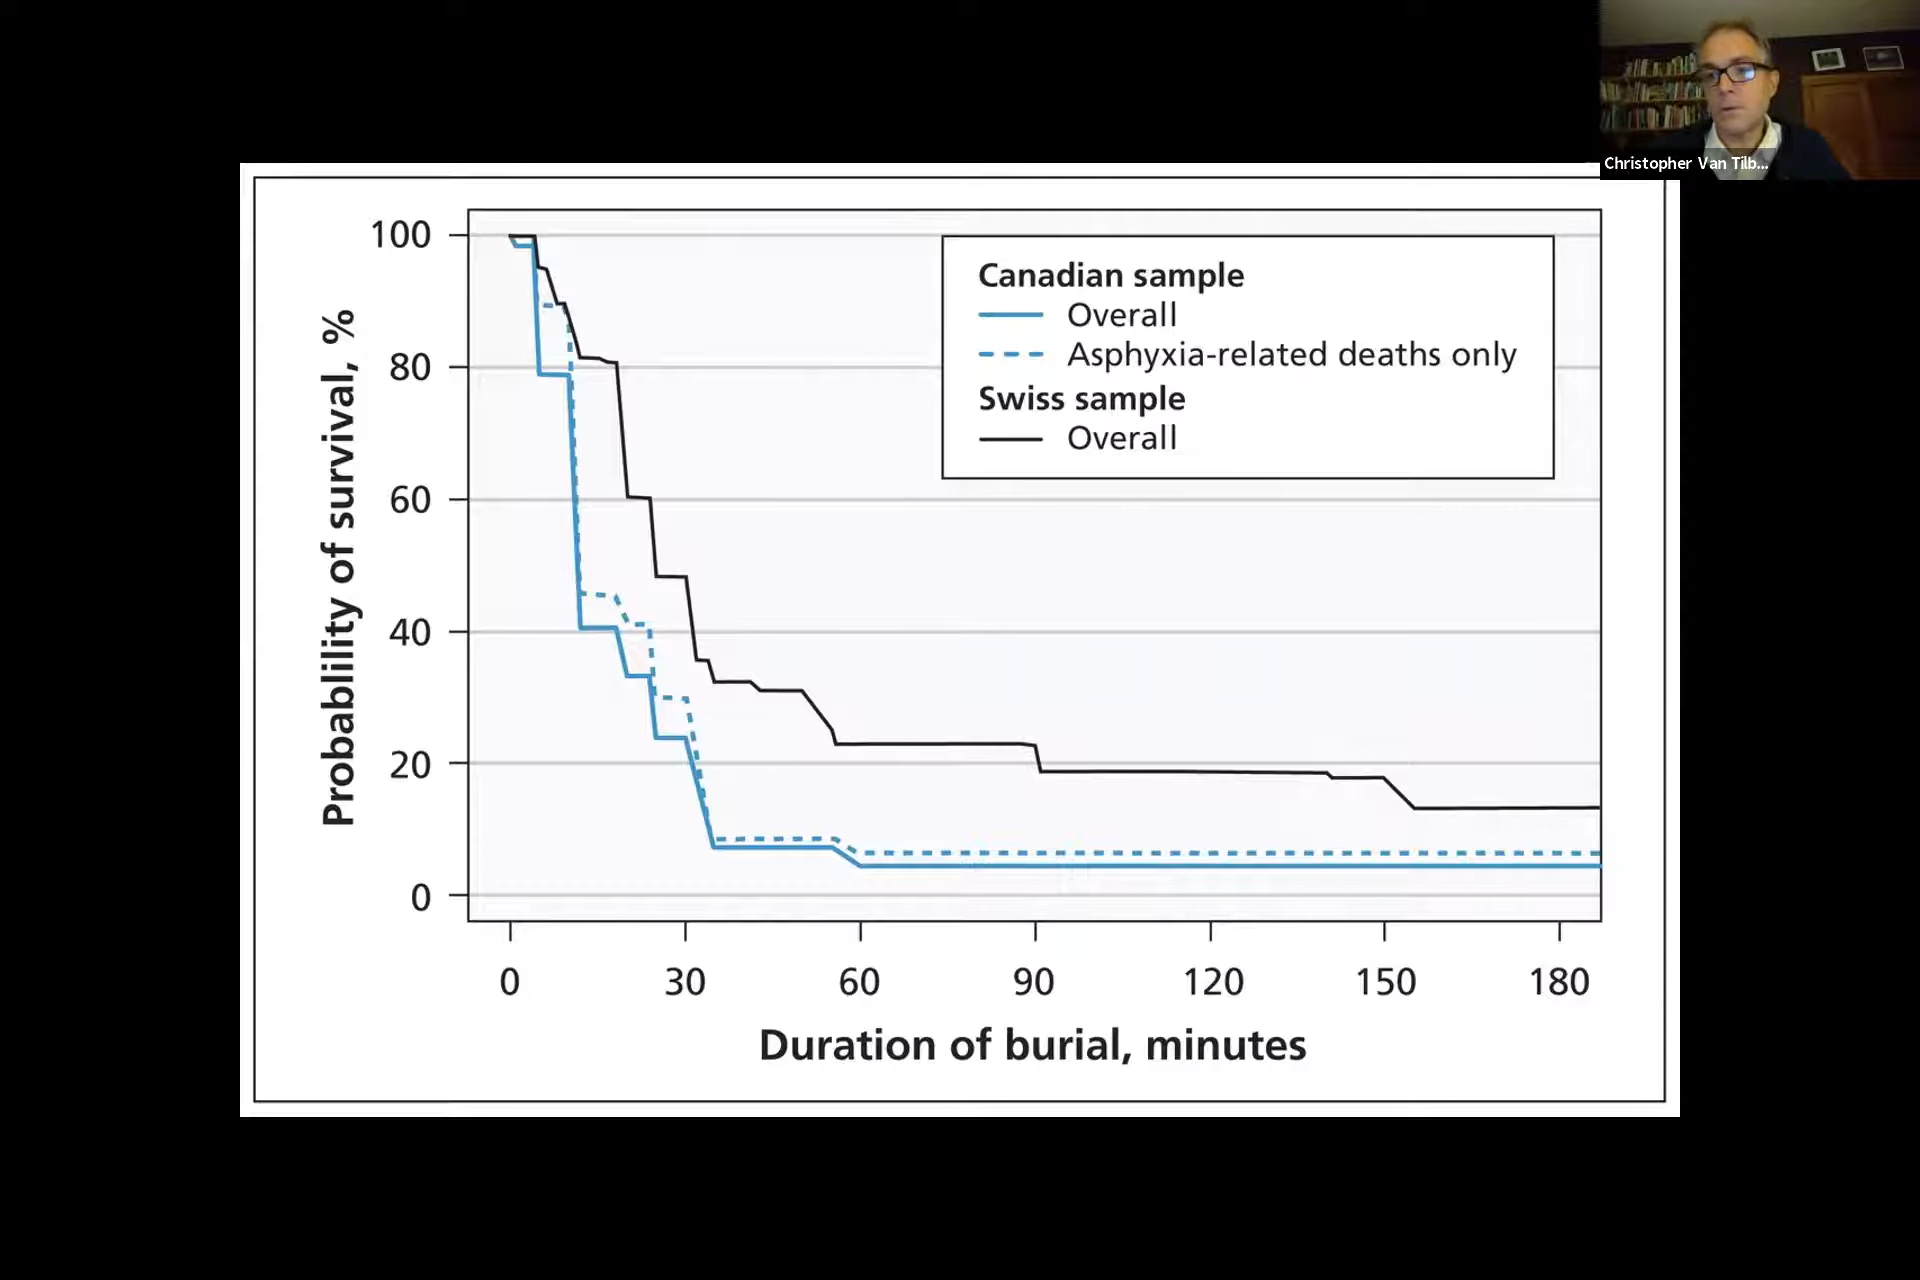 Christopher Van Tilb...
Probablility of survival, %
100
80
60
40
20
0
Canadian sample
Overall
Asphyxia-related deaths only
Swiss sample
Overall
0 30 60 90 120 150 180
Duration of burial, minutes